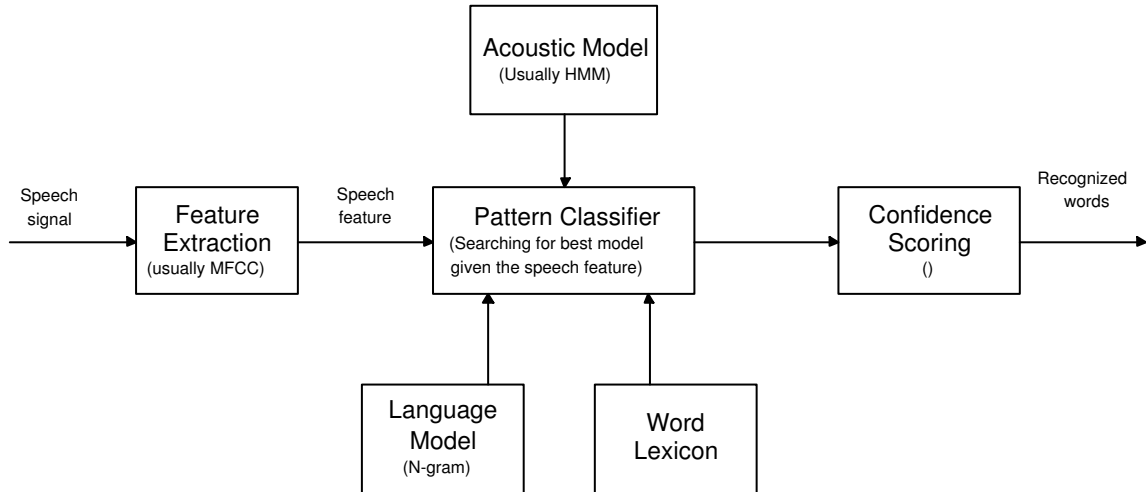 Acoustic Model
(Usually HMM)
Speech
signal
Feature
Extraction
(usually MFCC)
Speech
feature
Pattern Classifier
(Searching for best model
given the speech feature)
Confidence
Scoring
()
Recognized
words
Language
Model
(N-gram)
Word
Lexicon